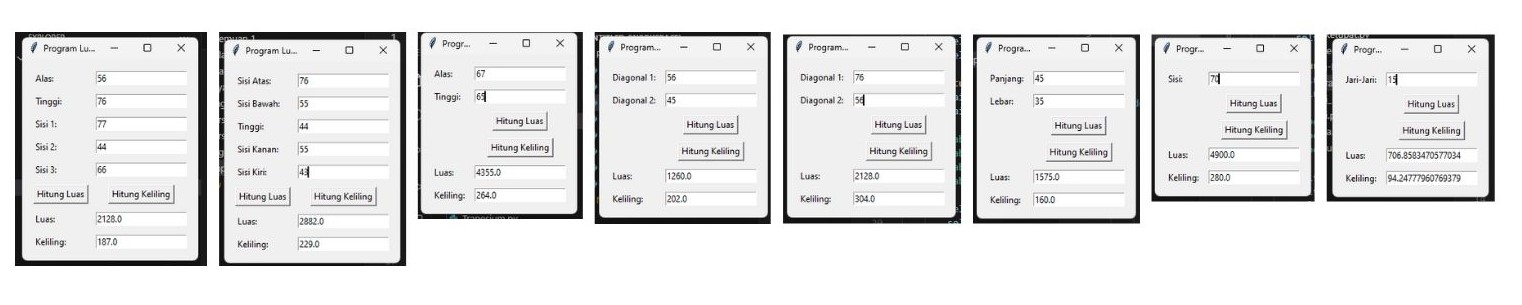 Program Lu...
Alas: 56
Tinggi: 76
Sisi 1: 77
Sisi 2: 44
Sisi 3: 66
Hitung Luas Hitung Keliling
Luas: 2128.0
Keliling: 187.0
Program Lu...
Sisi Atas: 76
Sisi Bawah: 55
Tinggi: 44
Sisi Kanan: 55
Sisi Kiri: 43
Hitung Luas Hitung Keliling
Luas: 2882.0
Keliling: 229.0
Progr...
Alas: 67
Tinggi: 65
Hitung Luas
Hitung Keliling
Luas: 4355.0
Keliling: 264.0
Program...
Diagonal 1: 56
Diagonal 2: 45
Hitung Luas
Hitung Keliling
Luas: 1260.0
Keliling: 202.0
Program...
Diagonal 1: 76
Diagonal 2: 56
Hitung Luas
Hitung Keliling
Luas: 2128.0
Keliling: 304.0
Progra...
Panjang: 45
Lebar: 35
Hitung Luas
Hitung Keliling
Luas: 1575.0
Keliling: 160.0
Progr...
Sisi: 70
Hitung Luas
Hitung Keliling
Luas: 4900.0
Keliling: 280.0
Program...
Jari-Jari: 15
Hitung Luas
Hitung Keliling
Luas: 706.8583470577034
Keliling: 94.24777960769379